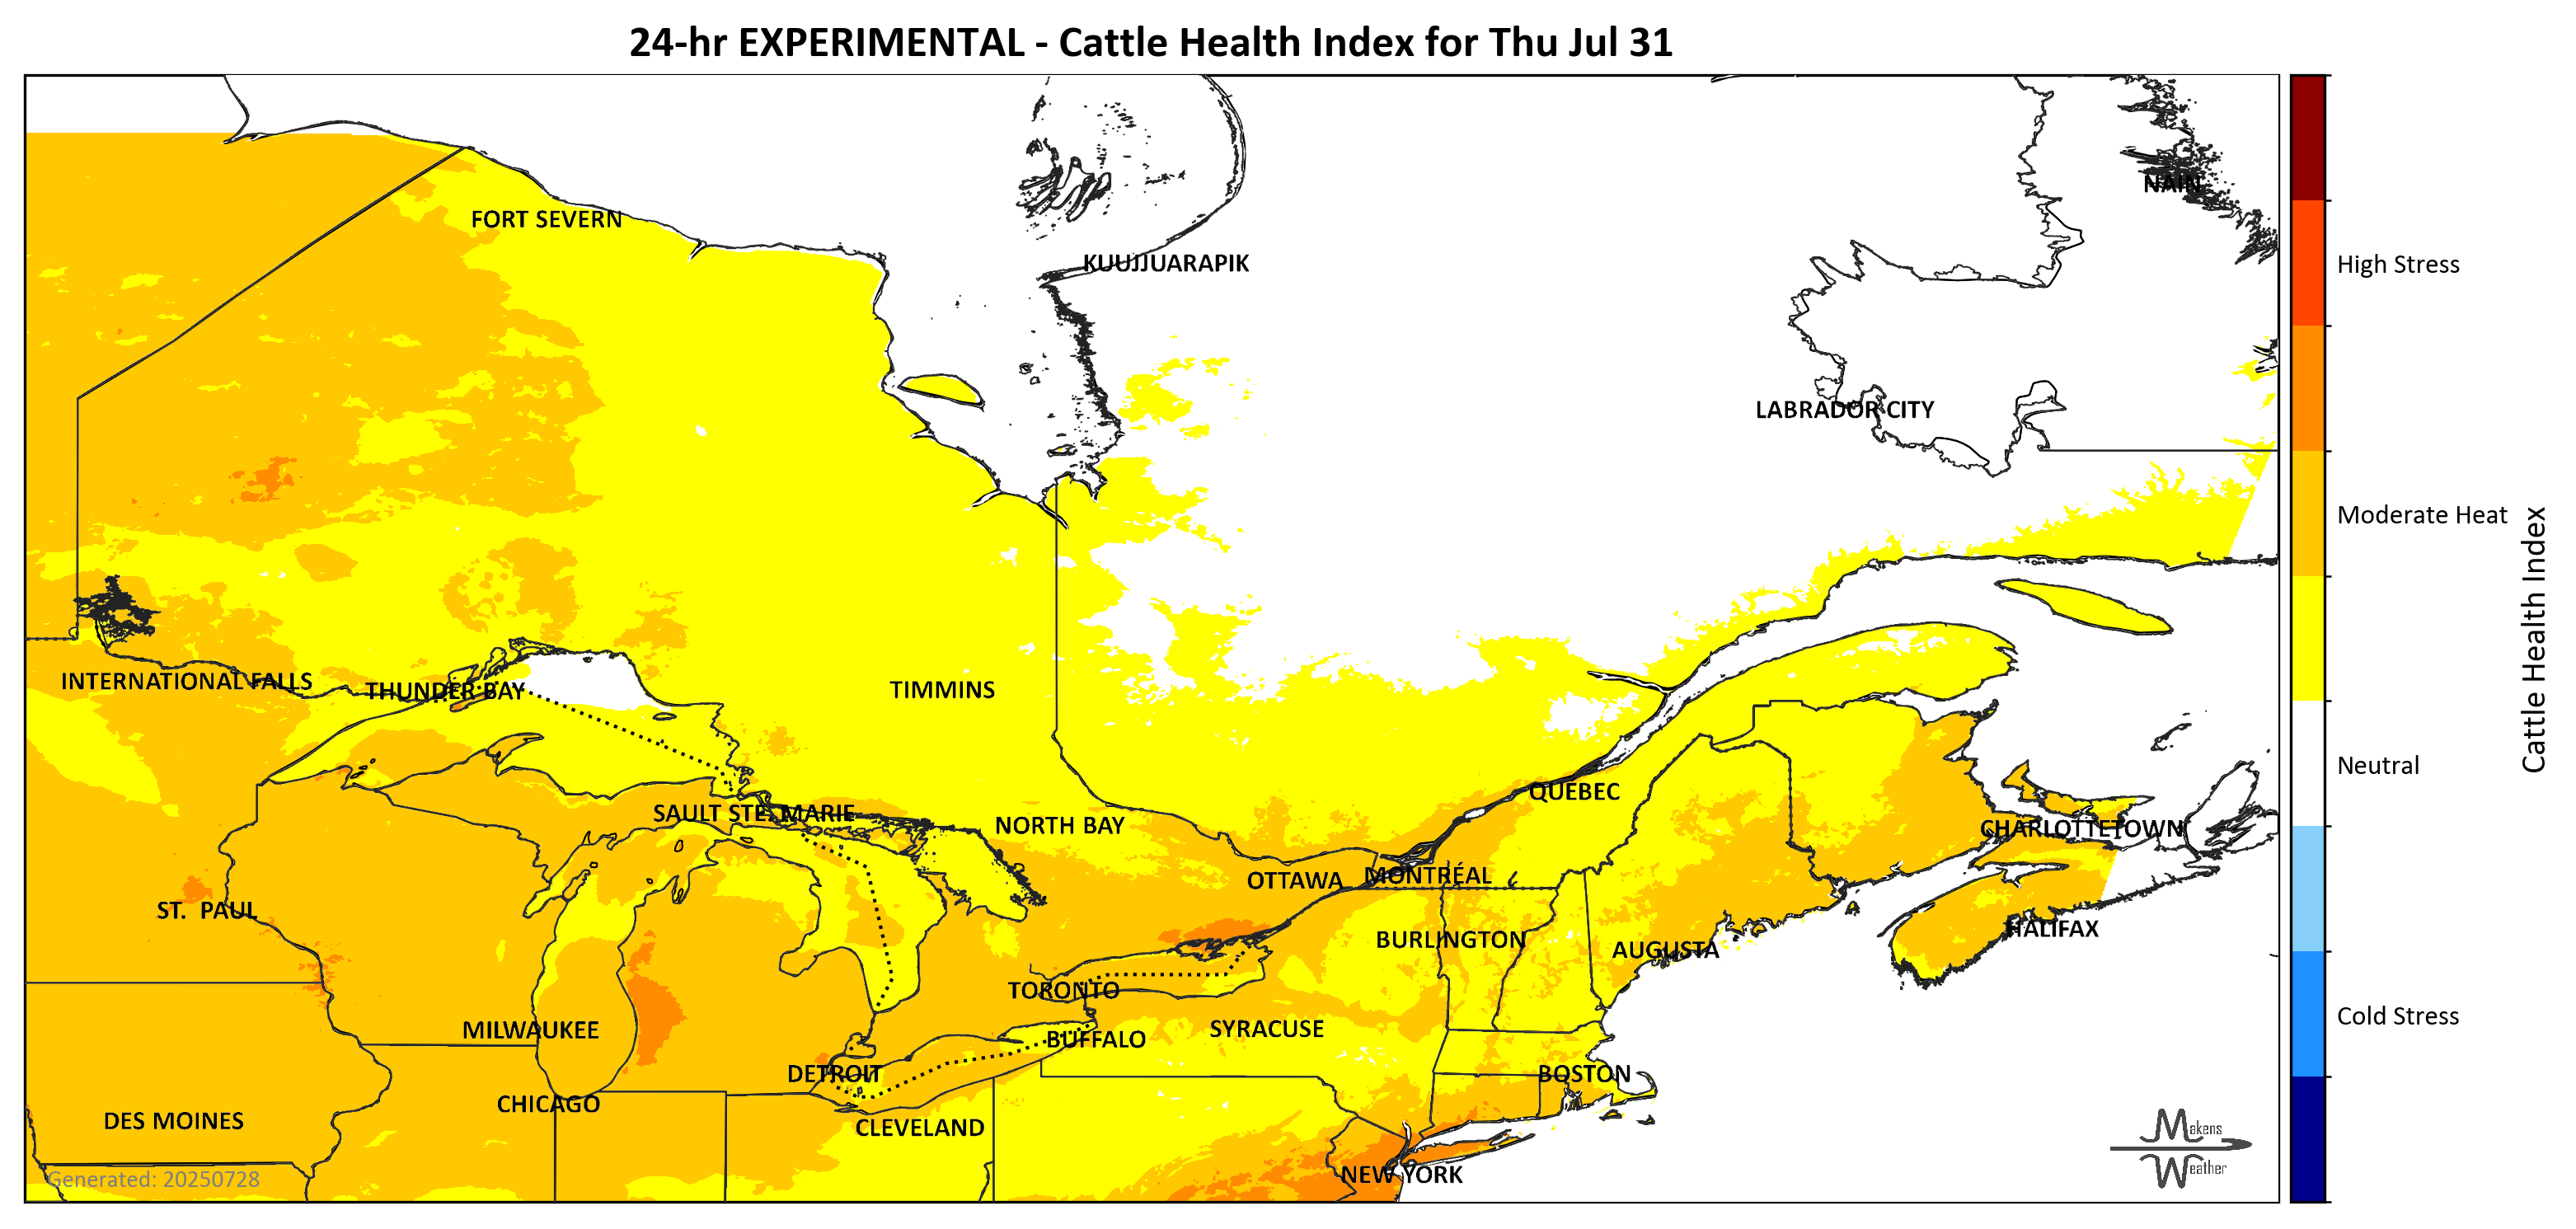 24-hr EXPERIMENTAL - Cattle Health Index for Thu Jul 31
NAIN
FORT SEVERN
KUUJJUARAPIK
High Stress
LABRADOR CITY
Moderate Heat
Cattle Health Index
INTERNATIONAL FALLS
THUNDER BAY
TIMMINS
Neutral
QUEBEC
SAULT STE. MARIE
NORTH BAY
CHARLOTTETOWN
OTTAWA
MONTRÉAL
ST. PAUL
HALIFAX
BURLINGTON
AUGUSTA
TORONTO
Cold Stress
MILWAUKEE
SYRACUSE
BUFFALO
DETROIT
BOSTON
CHICAGO
DES MOINES
CLEVELAND
Makens
Weather
NEW YORK
Generated: 20250728